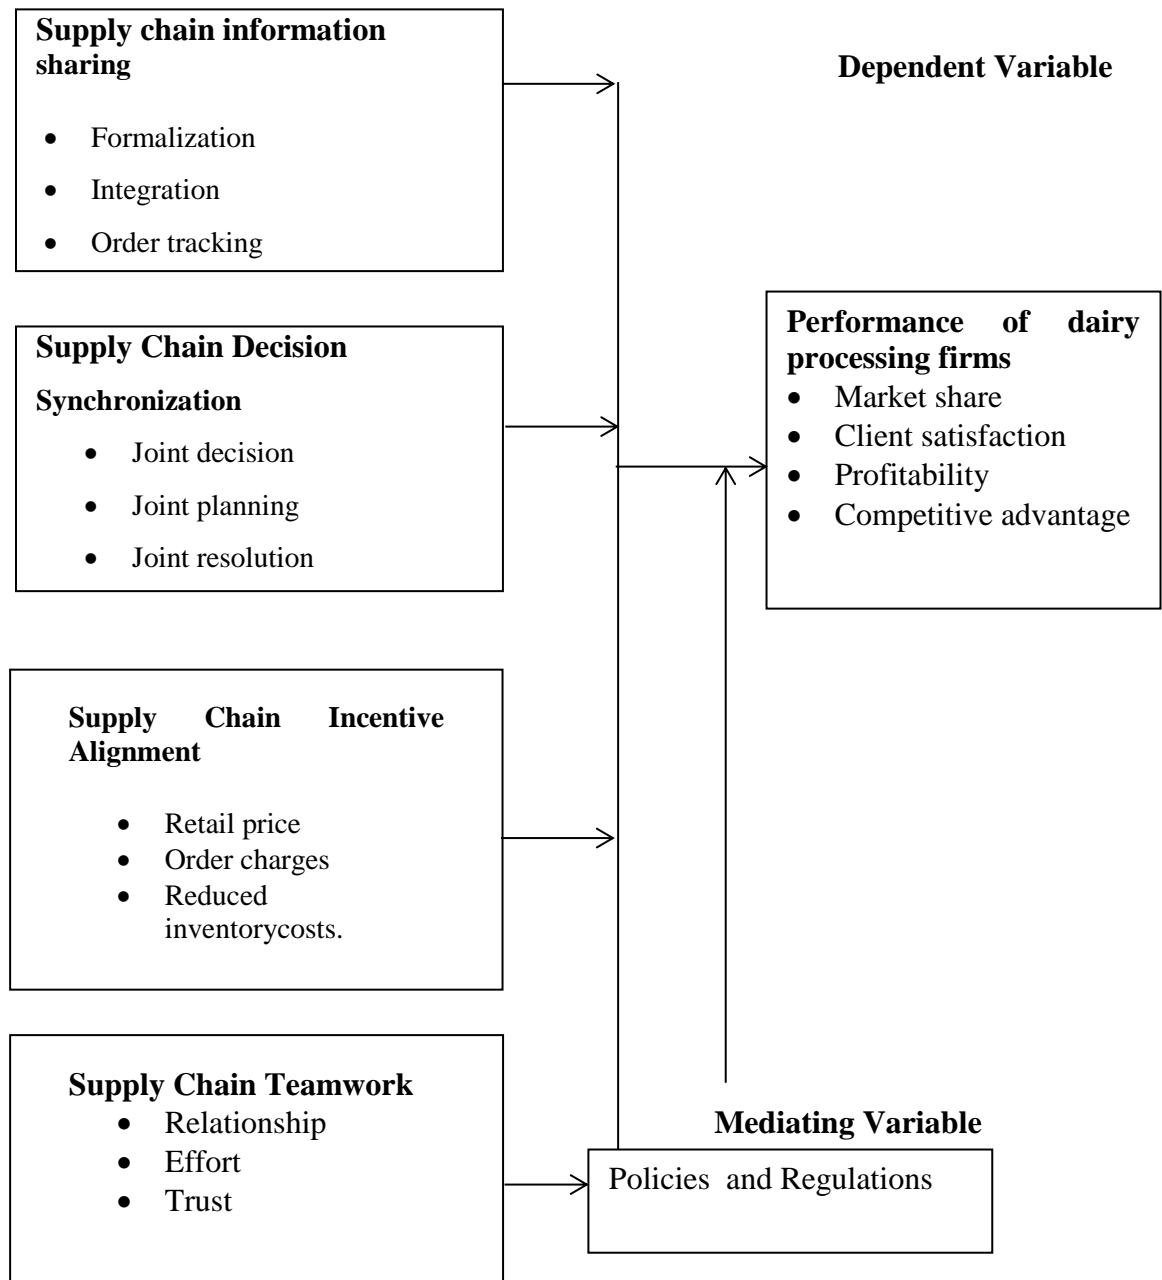 Supply chain information
sharing
• Formalization
• Integration
• Order tracking
Dependent Variable
Supply Chain Decision
Synchronization
• Joint decision
• Joint planning
• Joint resolution
Performance of dairy
processing firms
• Market share
• Client satisfaction
• Profitability
• Competitive advantage
Supply Chain Incentive
Alignment
• Retail price
• Order charges
• Reduced
inventorycosts.
Supply Chain Teamwork
• Relationship
• Effort
• Trust
Mediating Variable
Policies and Regulations